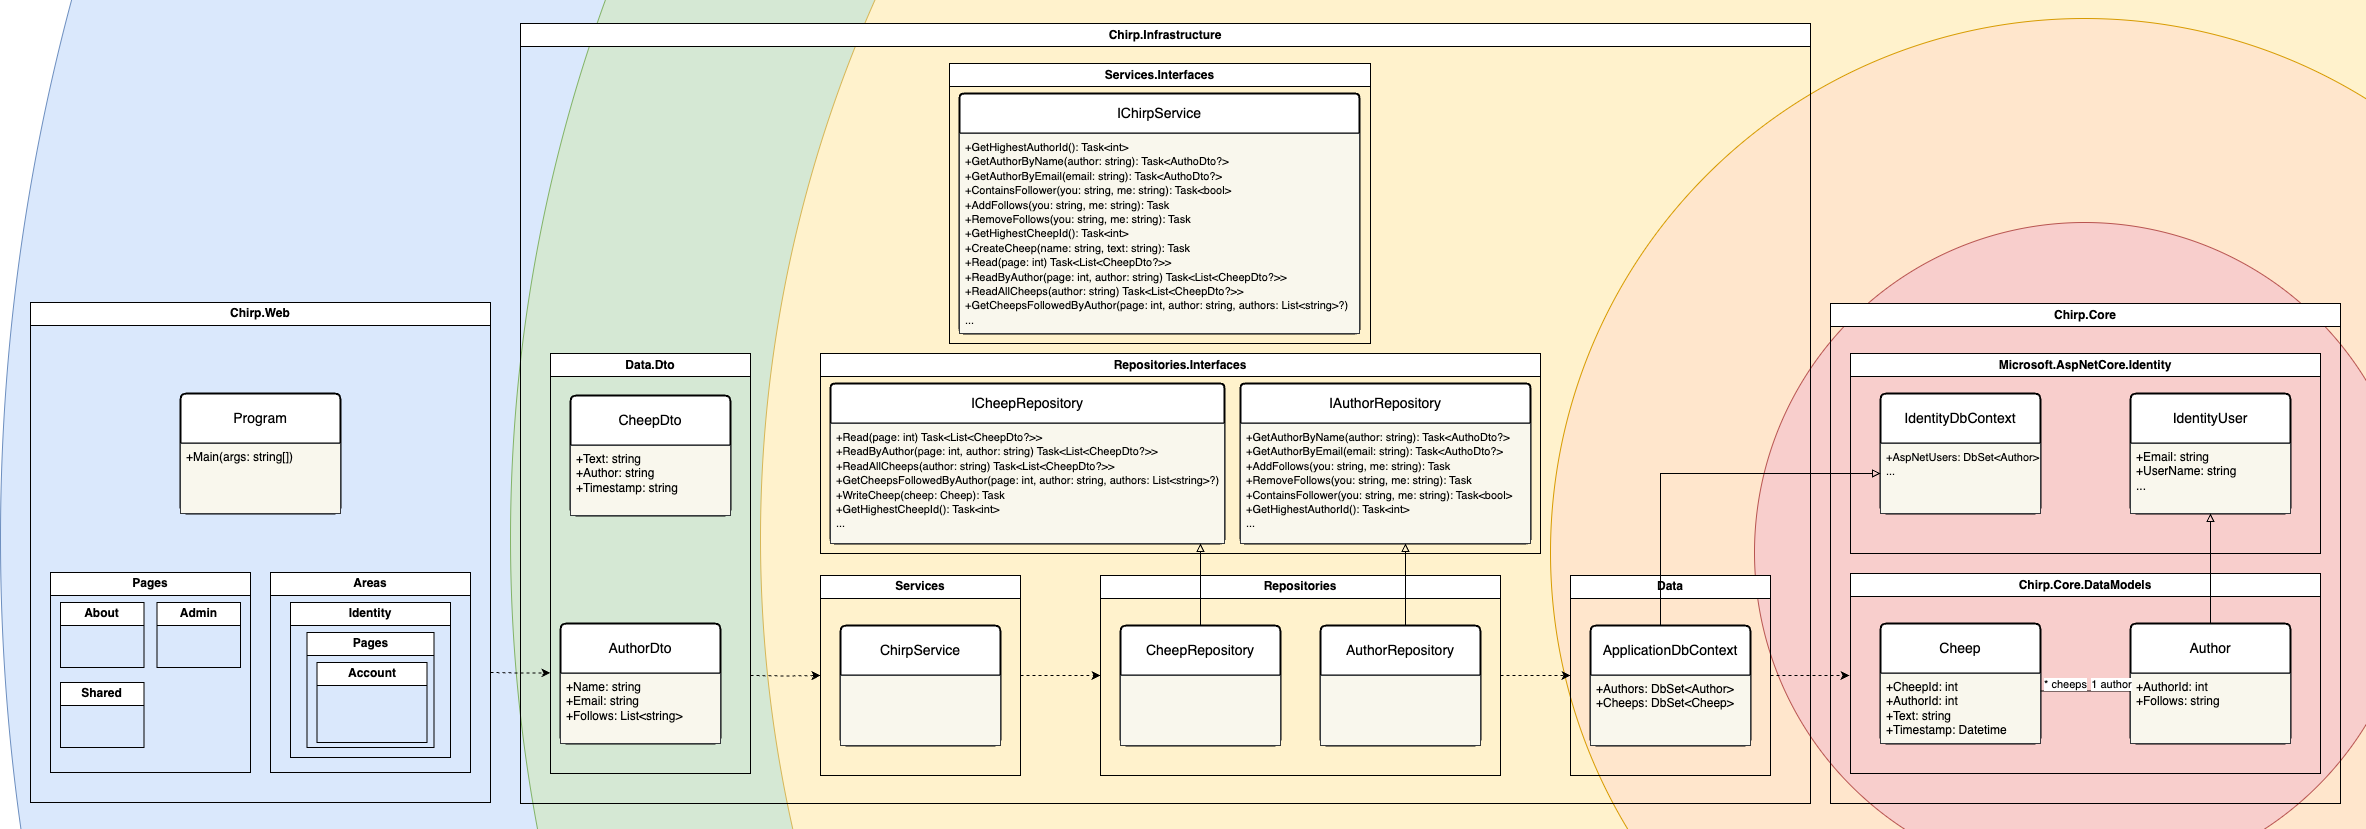 Chirp.Infrastructure
Services.Interfaces
IChirpService
+GetHighestAuthorId(): Task<int>
+GetAuthorByName(author: string): Task<AuthoDto?>
+GetAuthorByEmail(email: string): Task<AuthoDto?>
+ContainsFollower(you: string, me: string): Task<bool>
+AddFollows(you: string, me: string): Task
+RemoveFollows(you: string, me: string): Task
+GetHighestCheepId(): Task<int>
+CreateCheep(name: string, text: string): Task
+Read(page: int) Task<List<CheepDto?>>
+ReadByAuthor(page: int, author: string) Task<List<CheepDto?>>
+ReadAllCheeps(author: string) Task<List<CheepDto?>>
+GetCheepsFollowedByAuthor(page: int, author: string, authors: List<string>?)
...
Chirp.Web
Program
+Main(args: string[])
Pages
About
Admin
Shared
Areas
Identity
Pages
Account
Data.Dto
CheepDto
+Text: string
+Author: string
+Timestamp: string
AuthorDto
+Name: string
+Email: string
+Follows: List<string>
Repositories.Interfaces
ICheepRepository
+Read(page: int) Task<List<CheepDto?>>
+ReadByAuthor(page: int, author: string) Task<List<CheepDto?>>
+ReadAllCheeps(author: string) Task<List<CheepDto?>>
+GetCheepsFollowedByAuthor(page: int, author: string, authors: List<string>?)
+WriteCheep(cheep: Cheep): Task
+GetHighestCheepId(): Task<int>
...
IAuthorRepository
+GetAuthorByName(author: string): Task<AuthoDto?>
+GetAuthorByEmail(email: string): Task<AuthoDto?>
+AddFollows(you: string, me: string): Task
+RemoveFollows(you: string, me: string): Task
+ContainsFollower(you: string, me: string): Task<bool>
+GetHighestAuthorId(): Task<int>
...
Services
ChirpService
Repositories
CheepRepository
AuthorRepository
Data
ApplicationDbContext
+Authors: DbSet<Author>
+Cheeps: DbSet<Cheep>
Chirp.Core
Microsoft.AspNetCore.Identity
IdentityDbContext
+AspNetUsers: DbSet<Author>
...
IdentityUser
+Email: string
+UserName: string
...
Chirp.Core.DataModels
Cheep
+CheepId: int
+AuthorId: int
+Text: string
+Timestamp: Datetime
* cheeps
1 author
Author
+AuthorId: int
+Follows: string